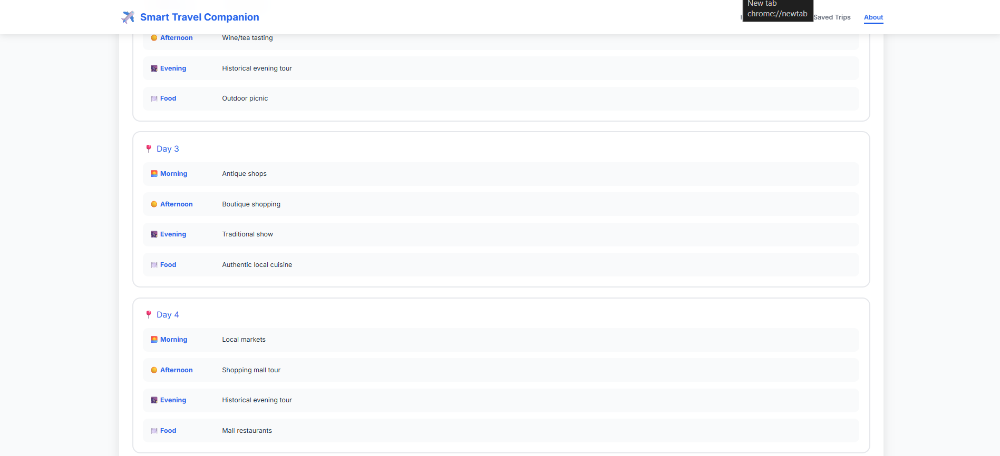 New tab
chrome://newtab
Smart Travel Companion
Saved Trips
About
Afternoon Wine/tea tasting
Evening Historical evening tour
Food Outdoor picnic
Day 3
Morning Antique shops
Afternoon Boutique shopping
Evening Traditional show
Food Authentic local cuisine
Day 4
Morning Local markets
Afternoon Shopping mall tour
Evening Historical evening tour
Food Mall restaurants